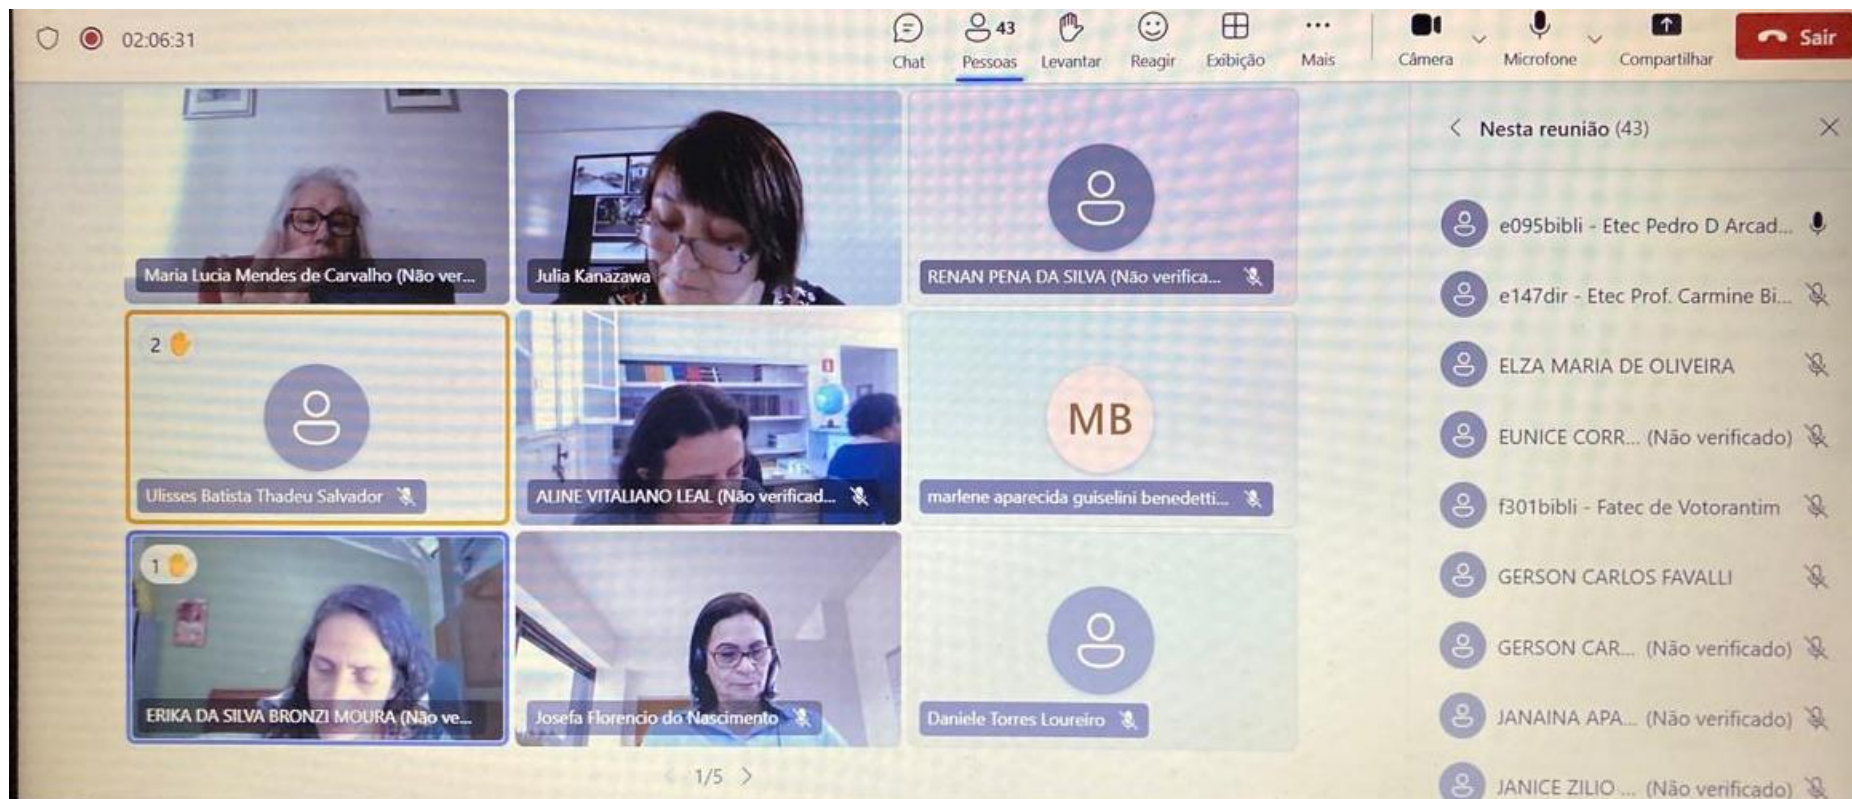 02:06:31
43
Chat
Pessoas
Levantar
Reagir
Exibição
Mais
Câmera
Microfone
Compartilhar
Sair
Maria Lucia Mendes de Carvalho (Não ver...
Julia Kanazawa
RENAN PENA DA SILVA (Não verifica...
2
Ulisses Batista Thadeu Salvador
ALINE VITALIANO LEAL (Não verificad...
MB
marlene aparecida guiselini benedetti...
1
ERIKA DA SILVA BRONZI MOURA (Não ve...
Josefa Florencio do Nascimento
Daniele Torres Loureiro
1/5
Nesta reunião (43)
e095bibli - Etec Pedro D Arcad...
e147dir - Etec Prof. Carmine Bi...
ELZA MARIA DE OLIVEIRA
EUNICE CORR... (Não verificado)
f301bibli - Fatec de Votorantim
GERSON CARLOS FAVALLI
GERSON CAR... (Não verificado)
JANAINA APA... (Não verificado)
JANICE ZILIO ... (Não verificado)